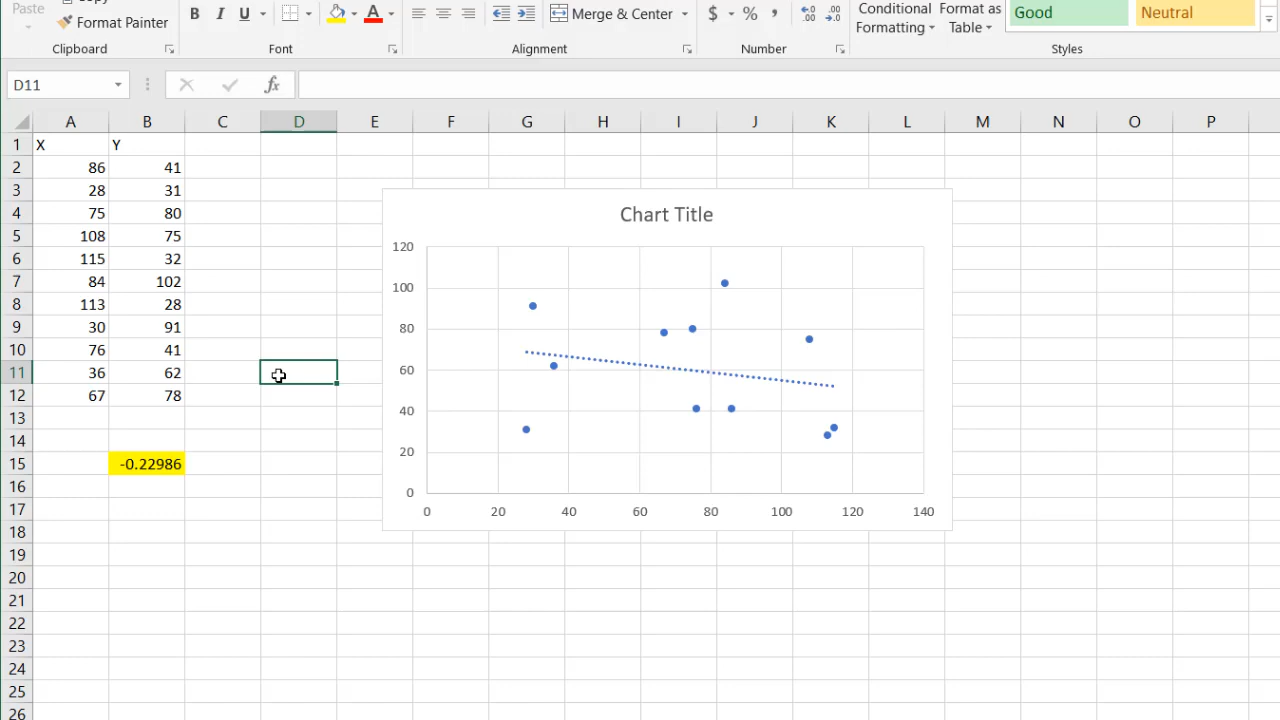 Paste
Copy
Format Painter
Clipboard
B I U A
Font
Merge & Center
Alignment
$ % ,
Number
Conditional Formatting
Format as Table
Good
Neutral
Styles
D11
fx
A B C D E F G H I J K L M N O P
1 X Y
2 86 41
3 28 31
4 75 80
5 108 75
6 115 32
7 84 102
8 113 28
9 30 91
10 76 41
11 36 62
12 67 78
13
14
15 -0.22986
16
17
18
19
20
21
22
23
24
25
26
Chart Title
120
100
80
60
40
20
0
0 20 40 60 80 100 120 140